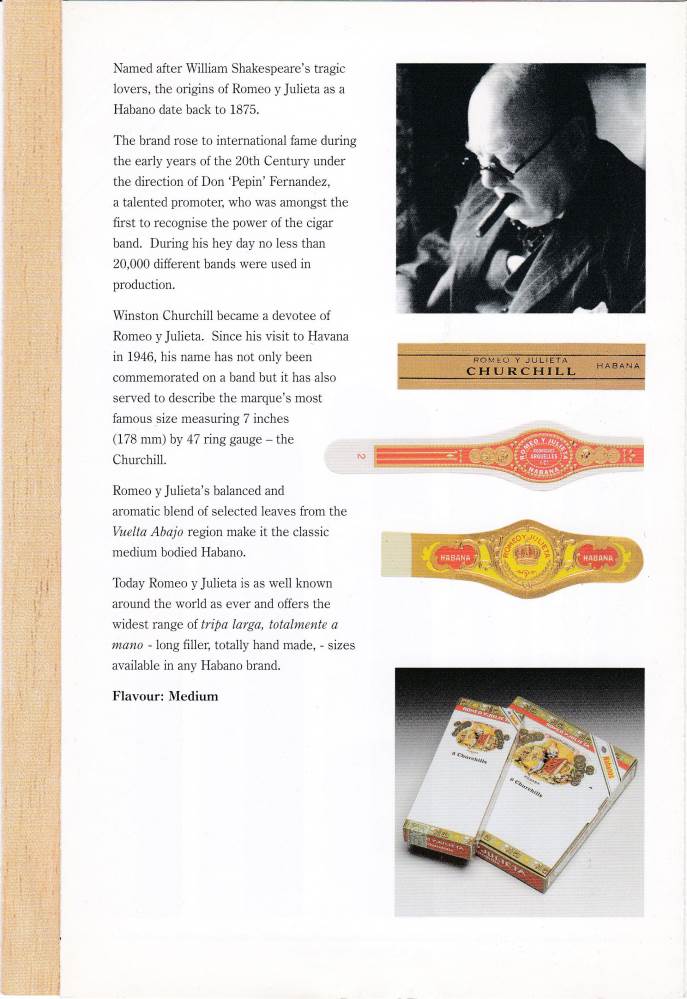 Named after William Shakespeare's tragic
lovers, the origins of Romeo y Julieta as a
Habano date back to 1875.
The brand rose to international fame during
the early years of the 20th Century under
the direction of Don ‘Pepin’ Fernandez,
a talented promoter, who was amongst the
first to recognise the power of the cigar
band.  During his hey day no less than
20,000 different bands were used in
production.
Winston Churchill became a devotee of
Romeo y Julieta.  Since his visit to Havana
in 1946, his name has not only been
commemorated on a band but it has also
served to describe the marque's most
famous size measuring 7 inches
(178 mm) by 47 ring gauge – the
Churchill.
Romeo y Julieta's balanced and
aromatic blend of selected leaves from the
Vuelta Abajo region make it the classic
medium bodied Habano.
Today Romeo y Julieta is as well known
around the world as ever and offers the
widest range of tripa larga, totalmente a
mano - long filler, totally hand made, - sizes
available in any Habano brand.
Flavour: Medium
ROMEO Y JULIETA
CHURCHILL
HABANA
2
ROMEO Y JULIETA
RODRIGUEZ
ARGUELLES
HABANA
HABANA
ROMEO Y JULIETA
HABANA
ROMEO Y JULIETA
Churchills
Habanos
Churchills
JULIETA
JULIETA